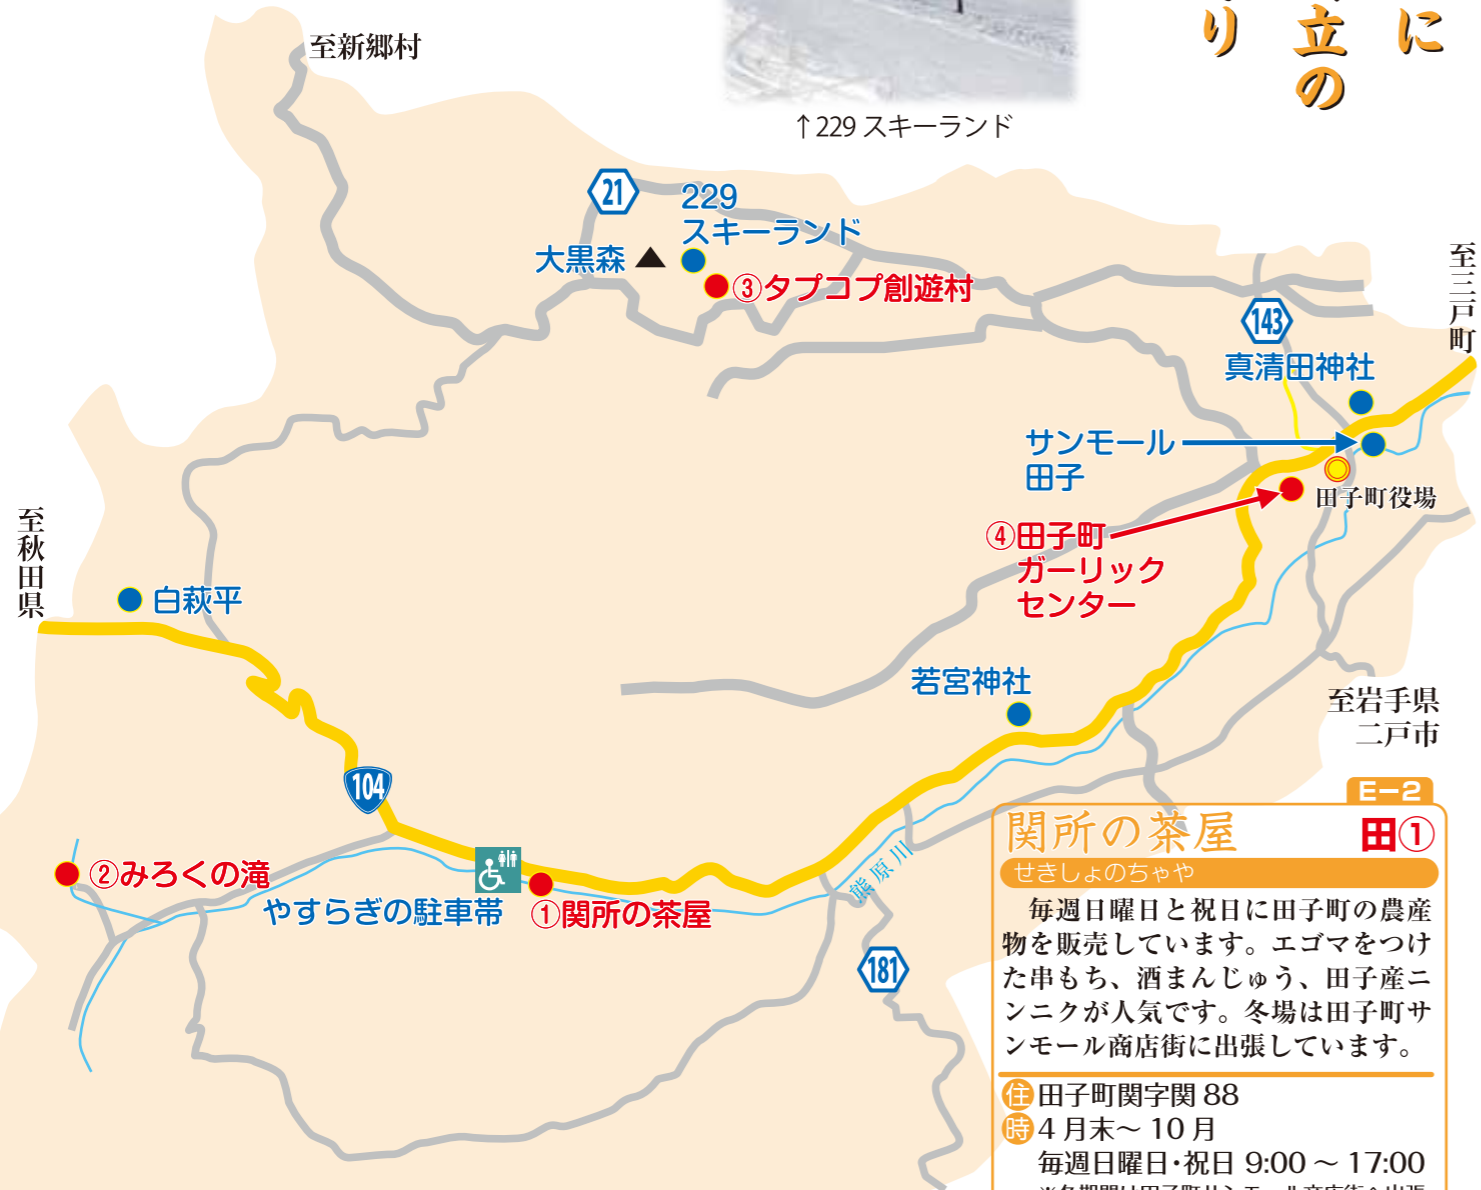 に
立の
り
↑229 スキーランド
至新郷村
21
229
スキーランド
大黒森
③タプコプ創遊村
至三戸町
143
真清田神社
サンモール
田子
田子町役場
④田子町
ガーリック
センター
至秋田県
白萩平
若宮神社
至岩手県
二戸市
104
②みろくの滝
やすらぎの駐車帯
①関所の茶屋
熊原川
181
E-2
関所の茶屋
田①
せきしょのちゃや
毎週日曜日と祝日に田子町の農産
物を販売しています。エゴマをつけ
た串もち、酒まんじゅう、田子産ニ
ンニクが人気です。冬場は田子町サ
ンモール商店街に出張しています。
住 田子町関字関 88
時 4 月末~ 10 月
毎週日曜日・祝日 9:00 ~ 17:00